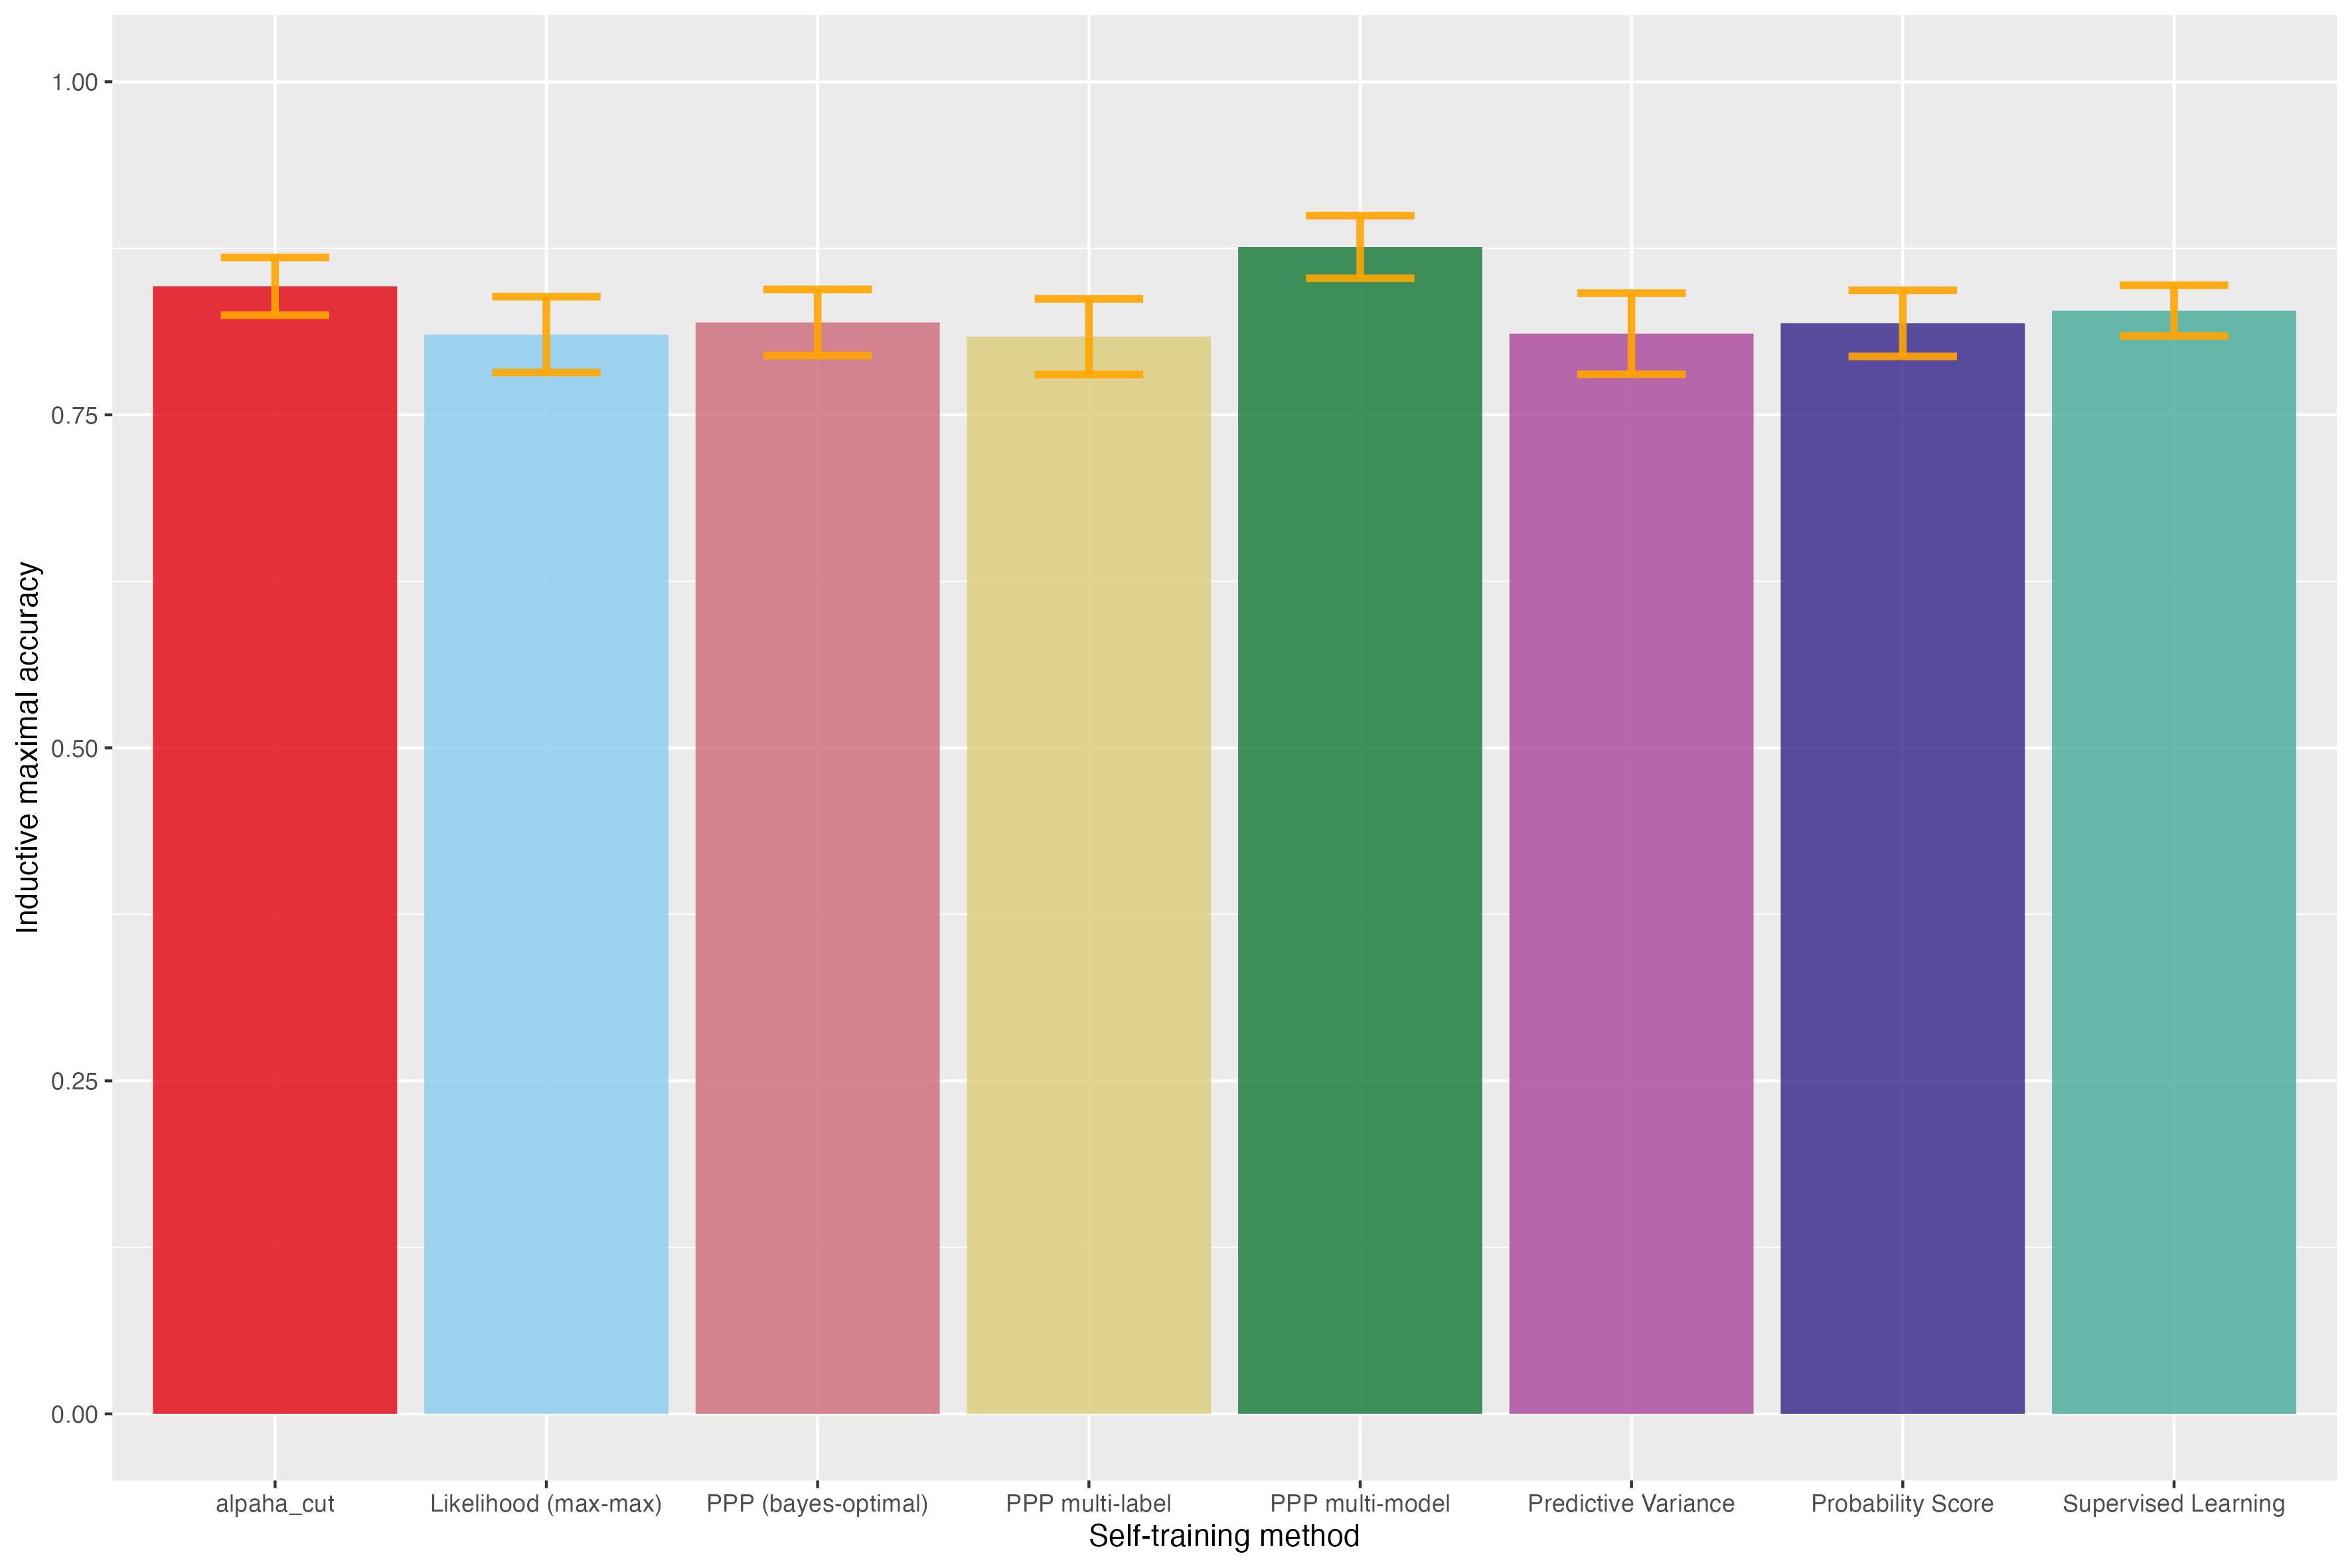 1.00
0.75
0.50
0.25
0.00
Inductive maximal accuracy
alpaha_cut Likelihood (max-max) PPP (bayes-optimal) PPP multi-label PPP multi-model Predictive Variance Probability Score Supervised Learning
Self-training method